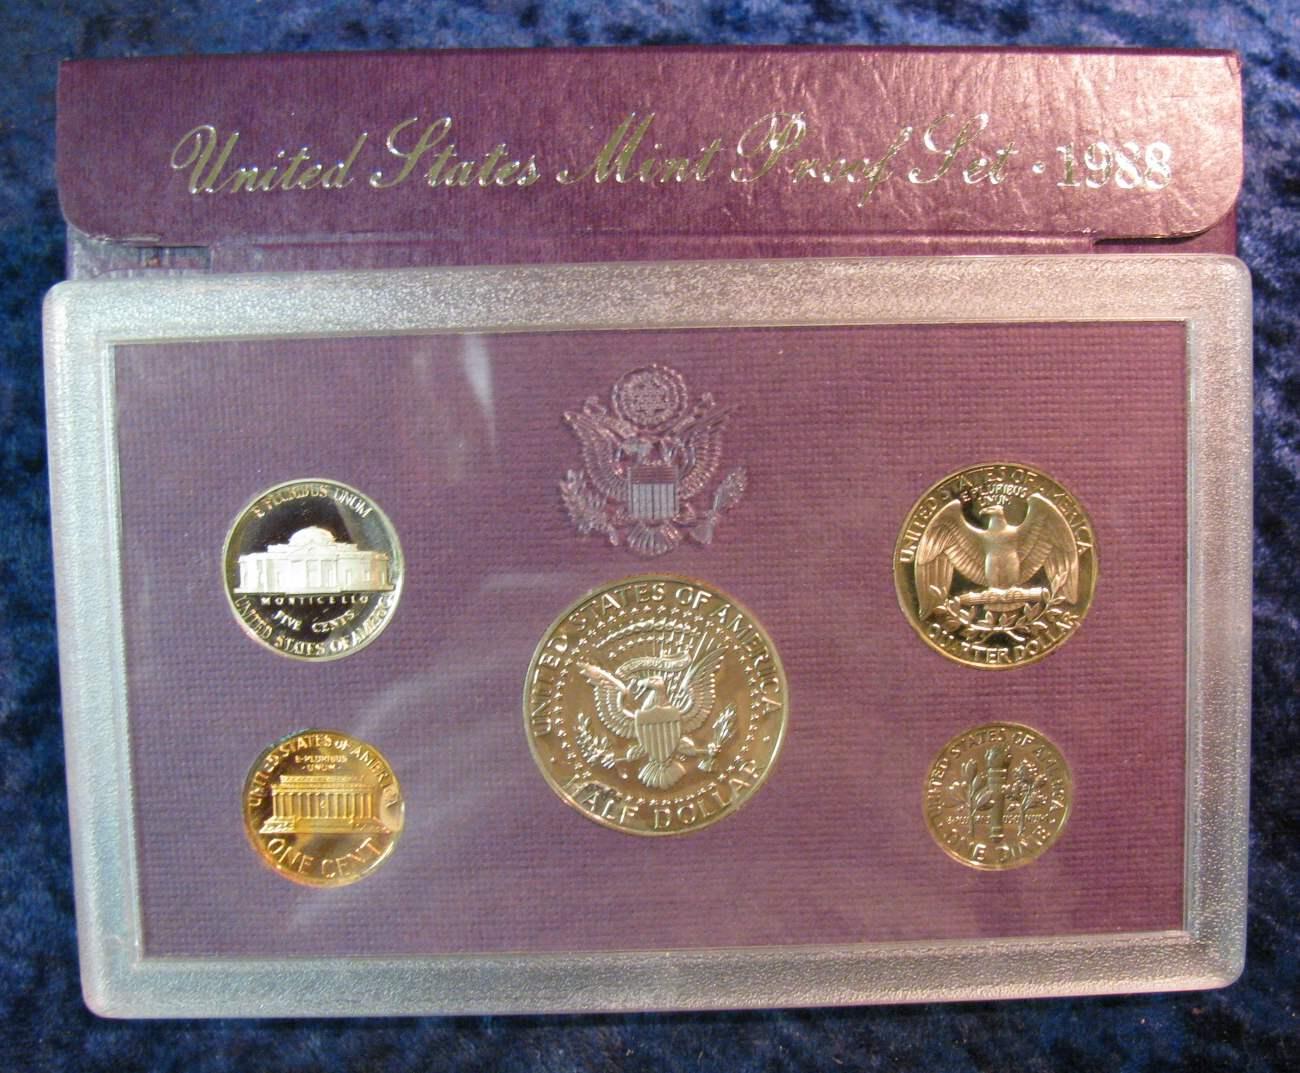 United States Mint Proof Set · 1988
E PLURIBUS UNUM
MONTICELLO
FIVE CENTS
UNITED STATES OF AMERICA
UNITED STATES OF AMERICA
E PLURIBUS
UNUM
QUARTER DOLLAR
UNITED STATES OF AMERICA
E PLURIBUS UNUM
HALF DOLLAR
UNITED STATES OF AMERICA
E·PLURIBUS
·UNUM·
ONE CENT
UNITED STATES OF AMERICA
E PLURIBUS UNUM
ONE DIME